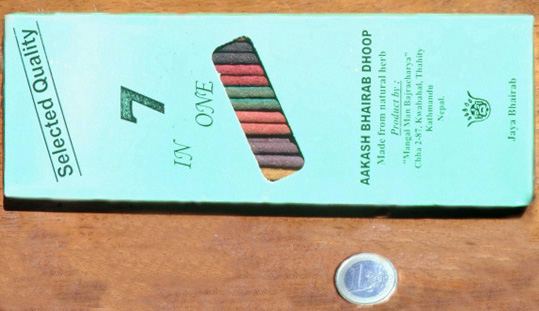 Selected Quality
7
IN ONE
AAKASH BHAIRAB DHOOP
Made from natural herb
Product by :
"Mangal Man Bajracharya"
Chha 2-87, Kwabahal, Thahity
Kathmandu
Nepal.
Jaya Bhairab